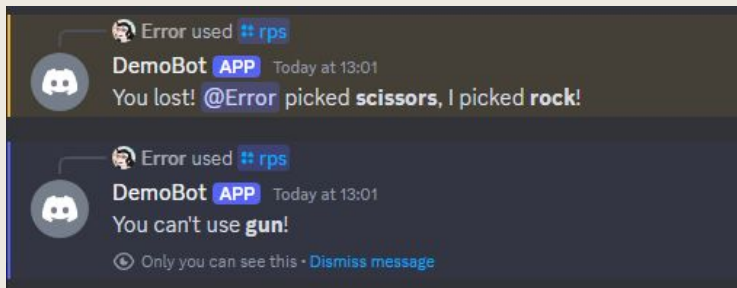 Error used rps
DemoBot APP Today at 13:01
You lost! @Error picked scissors, I picked rock!
Error used rps
DemoBot APP Today at 13:01
You can't use gun!
Only you can see this • Dismiss message